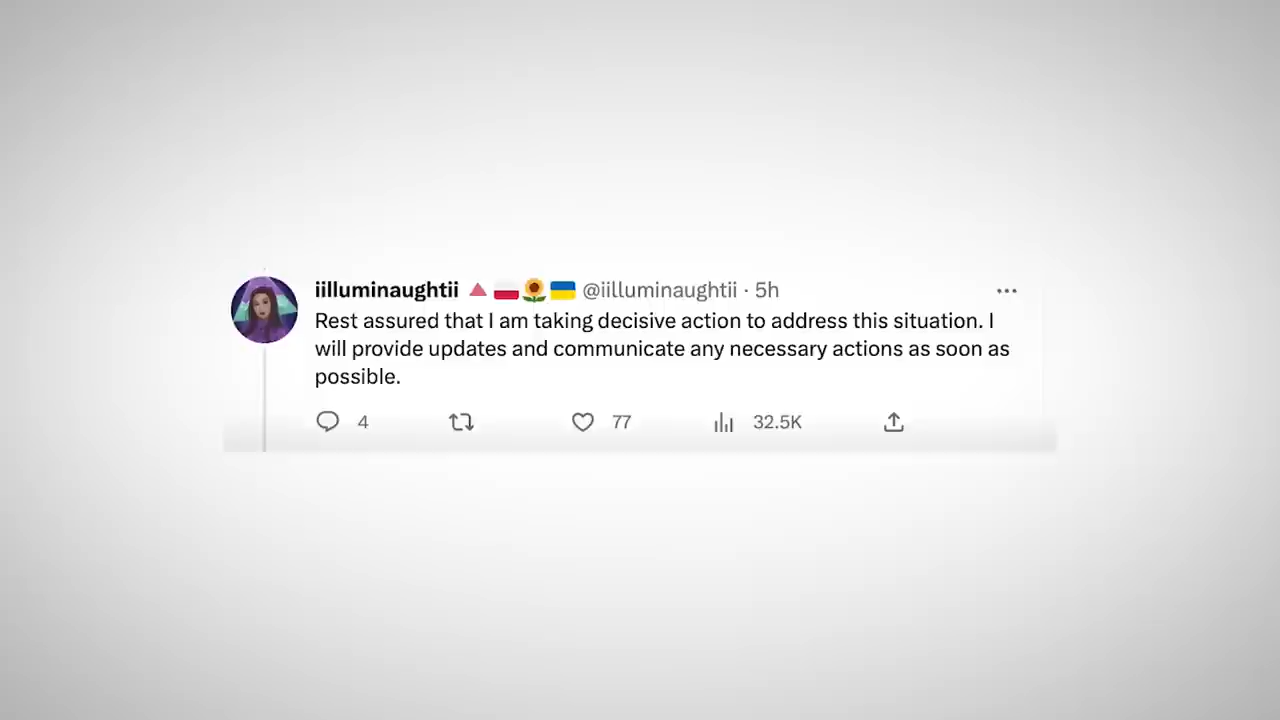 iilluminaughtii 🔺🇵🇱🌻🇺🇦 @iilluminaughtii · 5h
Rest assured that I am taking decisive action to address this situation. I
will provide updates and communicate any necessary actions as soon as
possible.
4 77 32.5K